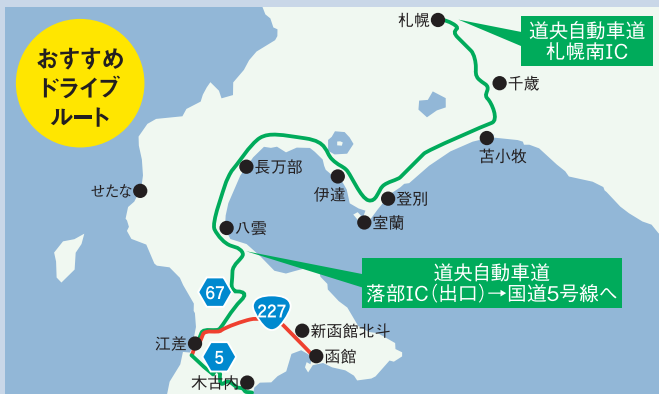 おすすめ
ドライブ
ルート
札幌
道央自動車道
札幌南IC
千歳
苫小牧
長万部
伊達
登別
室蘭
せたな
八雲
道央自動車道
落部IC（出口）→国道5号線へ
67
227
新函館北斗
函館
江差
5
木古内